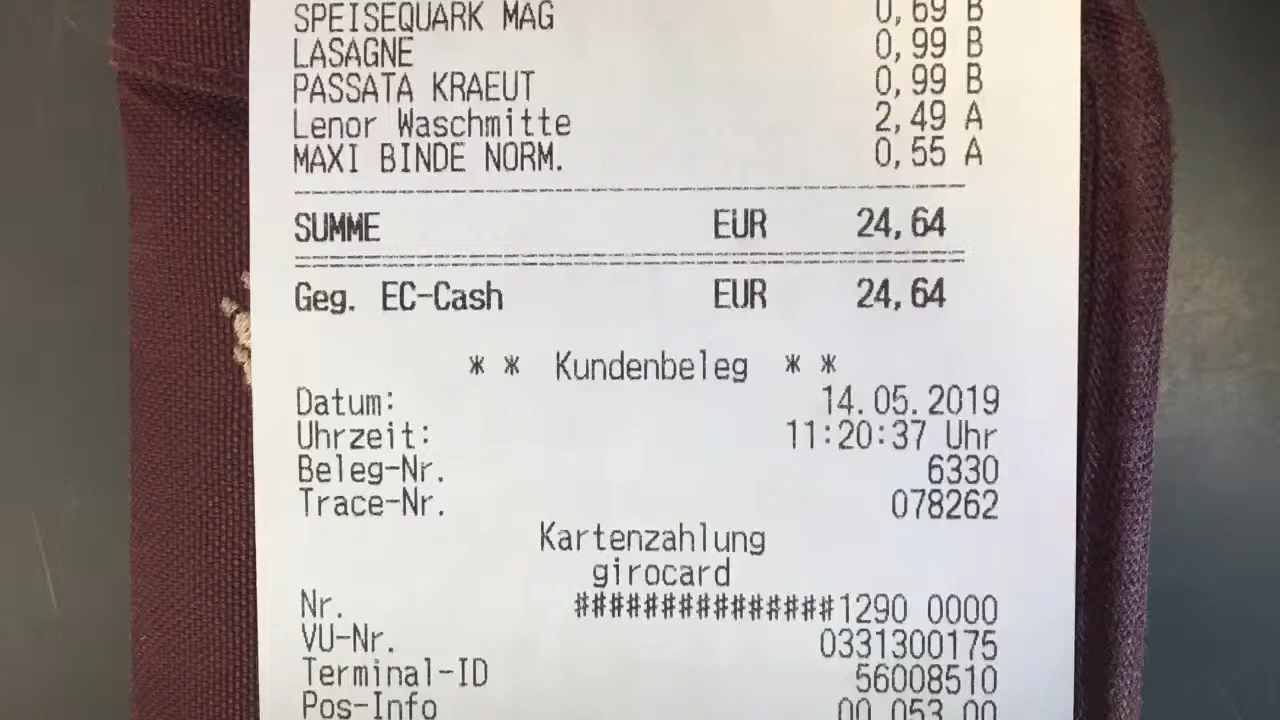 SPEISEQUARK MAG 0,69 B
LASAGNE 0,99 B
PASSATA KRAEUT 0,99 B
Lenor Waschmitte 2,49 A
MAXI BINDE NORM. 0,55 A
SUMME EUR 24,64
Geg. EC-Cash EUR 24,64
* * Kundenbeleg * *
Datum: 14.05.2019
Uhrzeit: 11:20:37 Uhr
Beleg-Nr. 6330
Trace-Nr. 078262
Kartenzahlung
girocard
Nr. ###############1290 0000
VU-Nr. 0331300175
Terminal-ID 56008510
Pos-Info 00 053 00